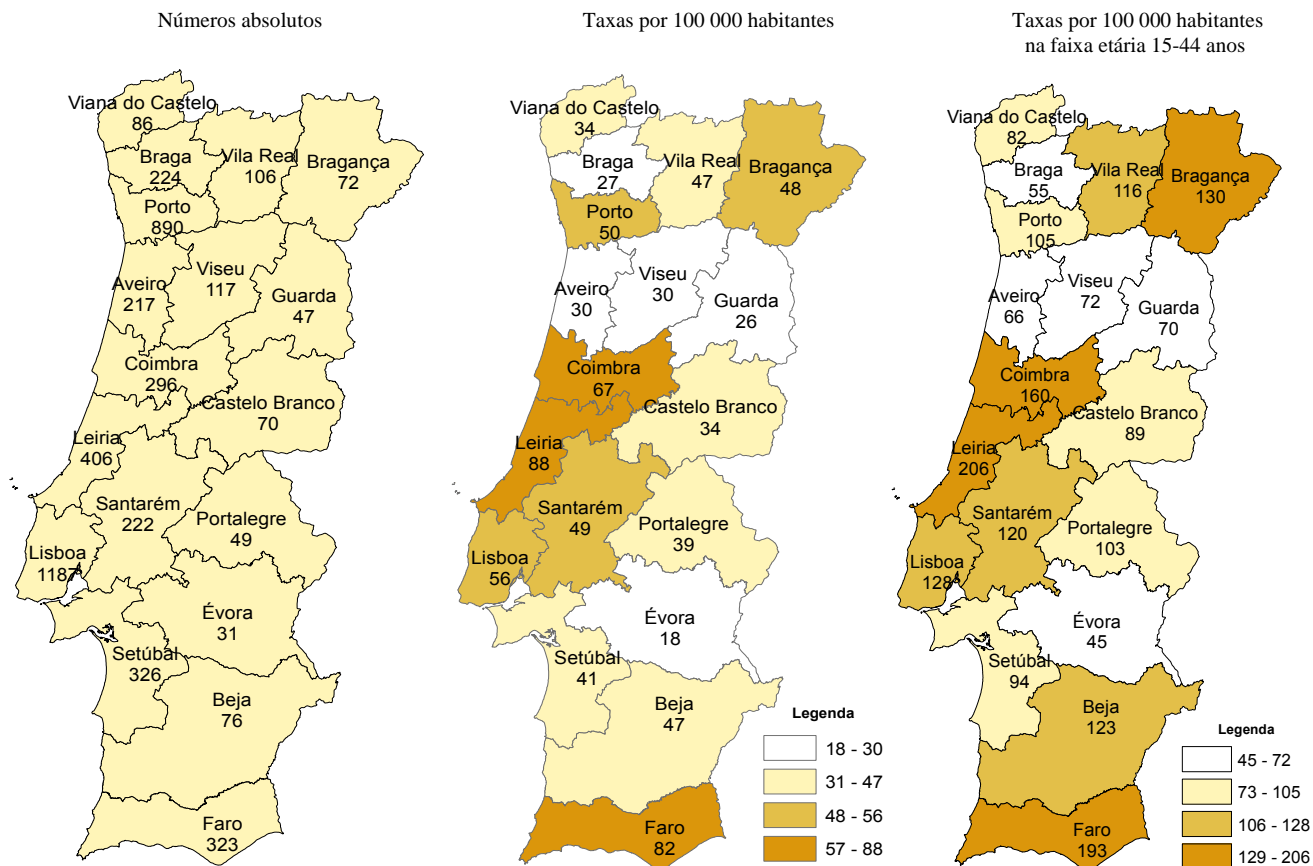 Números absolutos
Viana do Castelo
86
Braga
224
Vila Real
106
Bragança
72
Porto
890
Aveiro
217
Viseu
117
Guarda
47
Coimbra
296
Castelo Branco
70
Leiria
406
Santarém
222
Portalegre
49
Lisboa
1187
Évora
31
Setúbal
326
Beja
76
Faro
323
Taxas por 100 000 habitantes
Viana do Castelo
34
Braga
27
Vila Real
47
Bragança
48
Porto
50
Aveiro
30
Viseu
30
Guarda
26
Coimbra
67
Castelo Branco
34
Leiria
88
Santarém
49
Portalegre
39
Lisboa
56
Évora
18
Setúbal
41
Beja
47
Faro
82
Legenda
18 - 30
31 - 47
48 - 56
57 - 88
Taxas por 100 000 habitantes
na faixa etária 15-44 anos
Viana do Castelo
82
Braga
55
Vila Real
116
Bragança
130
Porto
105
Aveiro
66
Viseu
72
Guarda
70
Coimbra
160
Castelo Branco
89
Leiria
206
Santarém
120
Portalegre
103
Lisboa
128
Évora
45
Setúbal
94
Beja
123
Faro
193
Legenda
45 - 72
73 - 105
106 - 128
129 - 206